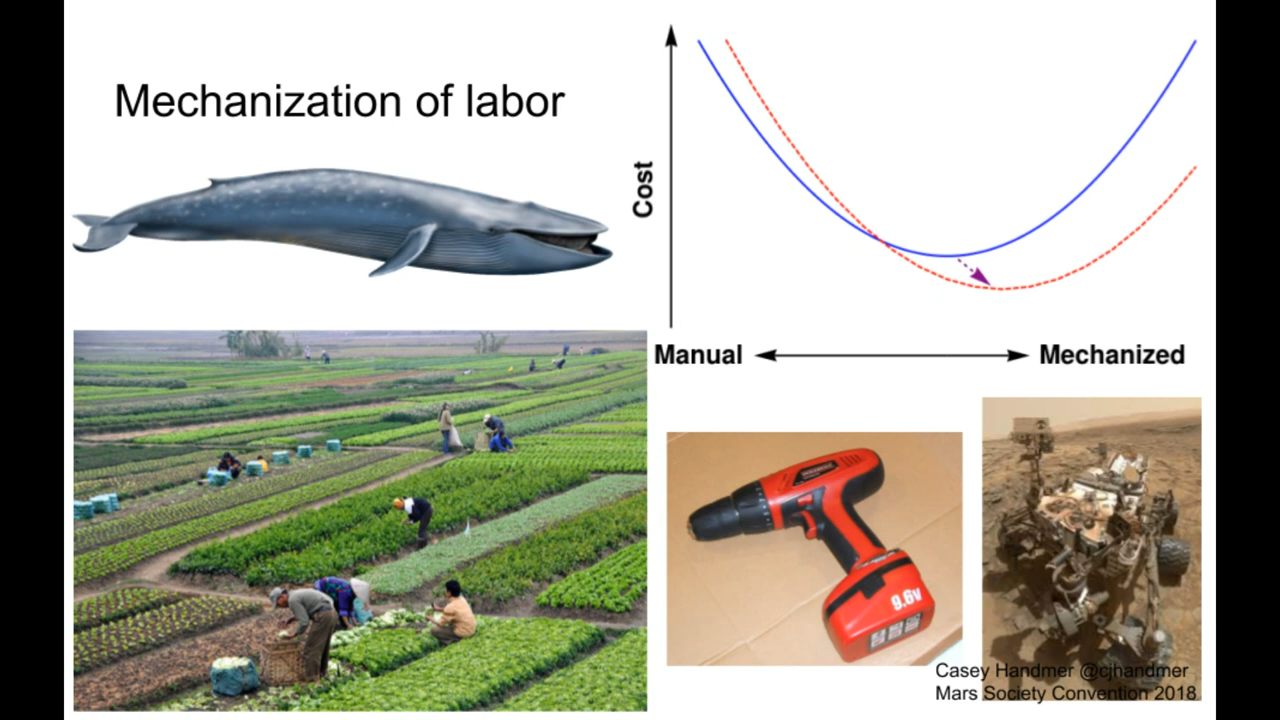 Mechanization of labor
Cost
Manual
Mechanized
9.6v
Casey Handmer @cjhandmer
Mars Society Convention 2018